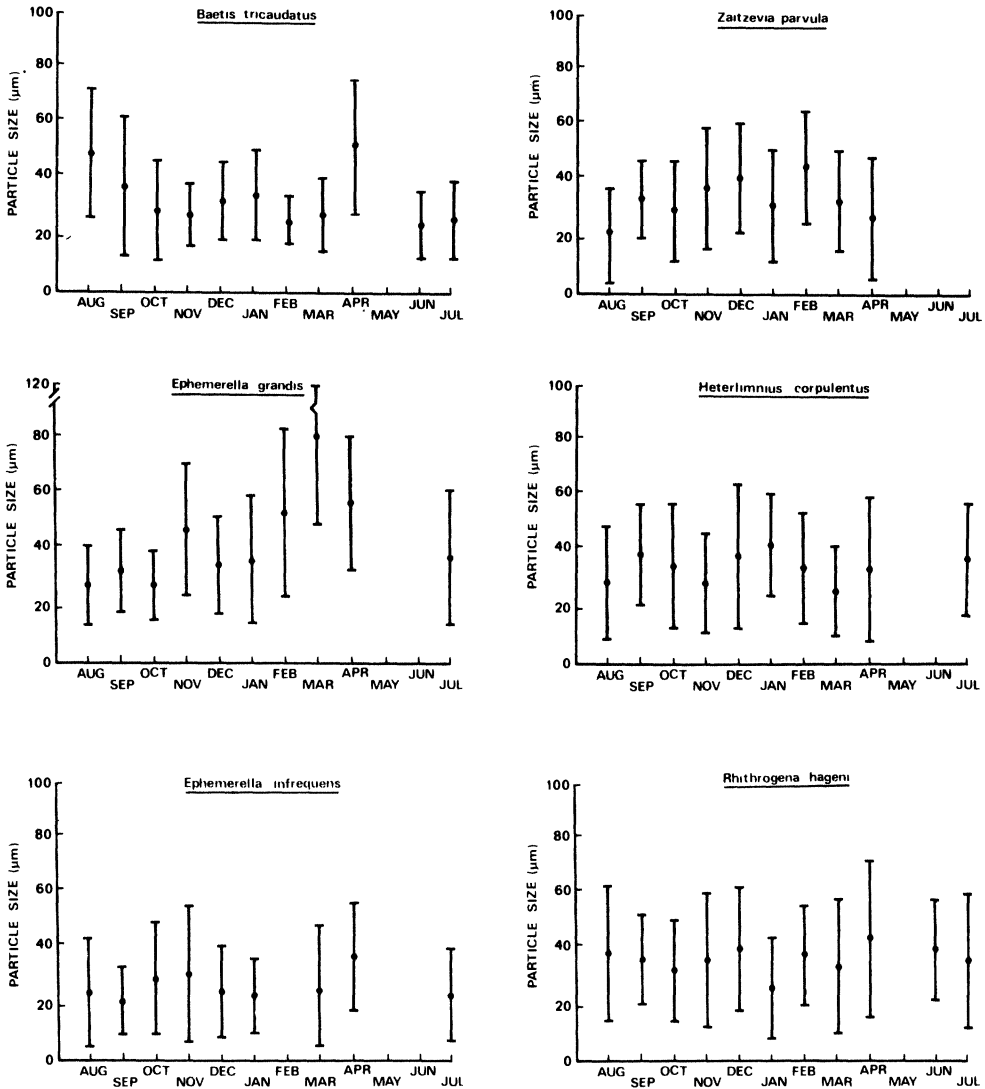 Baetis tricaudatus
PARTICLE SIZE (µm)
100
80
60
40
20
0
AUG SEP OCT NOV DEC JAN FEB MAR APR MAY JUN JUL
Zaitzevia parvula
PARTICLE SIZE (µm)
100
80
60
40
20
0
AUG SEP OCT NOV DEC JAN FEB MAR APR MAY JUN JUL
Ephemerella grandis
PARTICLE SIZE (µm)
120
80
60
40
20
0
AUG SEP OCT NOV DEC JAN FEB MAR APR MAY JUN JUL
Heterlimnius corpulentus
PARTICLE SIZE (µm)
100
80
60
40
20
0
AUG SEP OCT NOV DEC JAN FEB MAR APR MAY JUN JUL
Ephemerella infrequens
PARTICLE SIZE (µm)
100
80
60
40
20
0
AUG SEP OCT NOV DEC JAN FEB MAR APR MAY JUN JUL
Rhithrogena hageni
PARTICLE SIZE (µm)
100
80
60
40
20
0
AUG SEP OCT NOV DEC JAN FEB MAR APR MAY JUN JUL